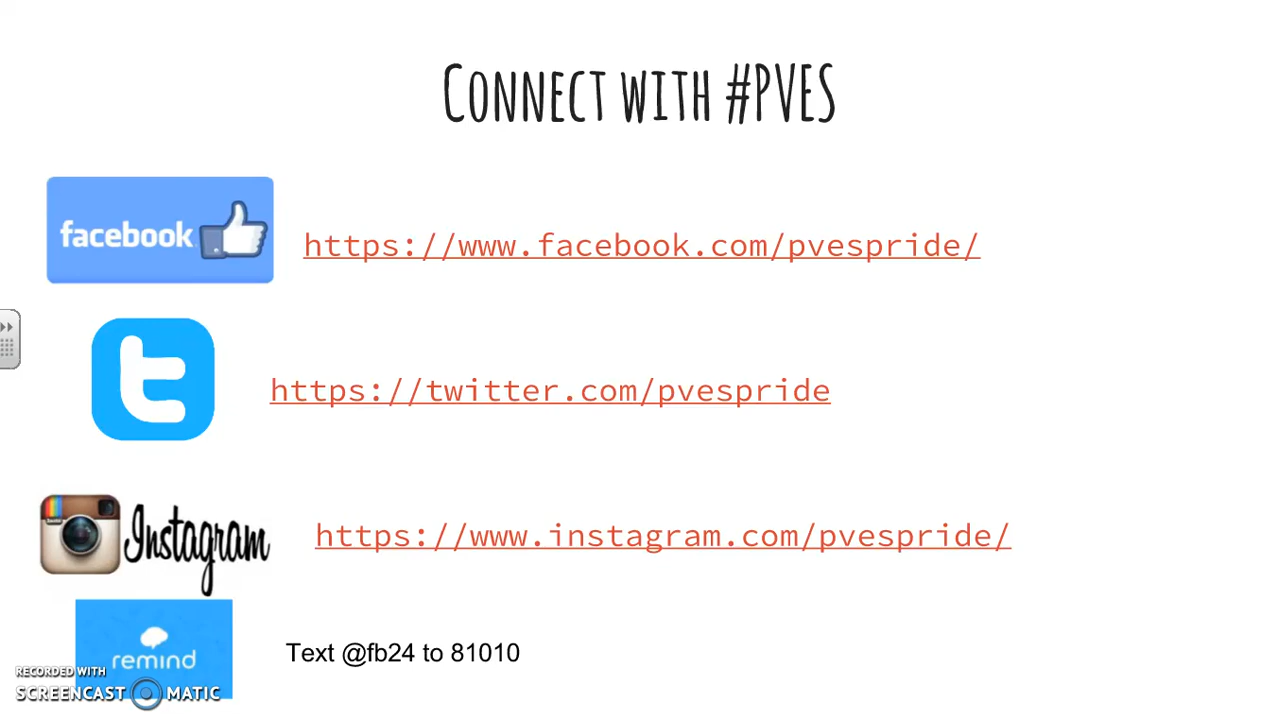 Connect with #PVES
facebook
https://www.facebook.com/pvespride/
t
https://twitter.com/pvespride
Instagram
https://www.instagram.com/pvespride/
remind
Text @fb24 to 81010
RECORDED WITH
SCREENCAST MATIC